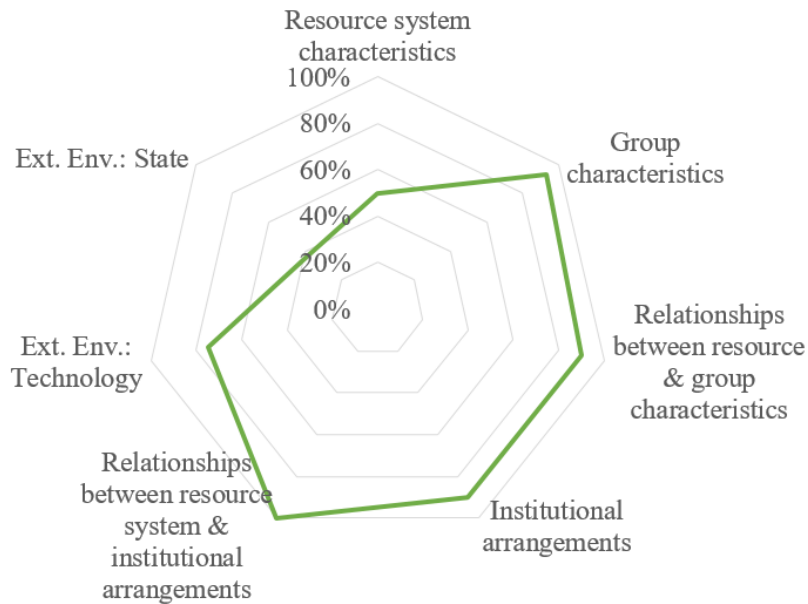 Resource system
characteristics
100%
80%
60%
40%
20%
0%
Group
characteristics
Relationships
between resource
& group
characteristics
Institutional
arrangements
Relationships
between resource
system &
institutional
arrangements
Ext. Env.:
Technology
Ext. Env.: State